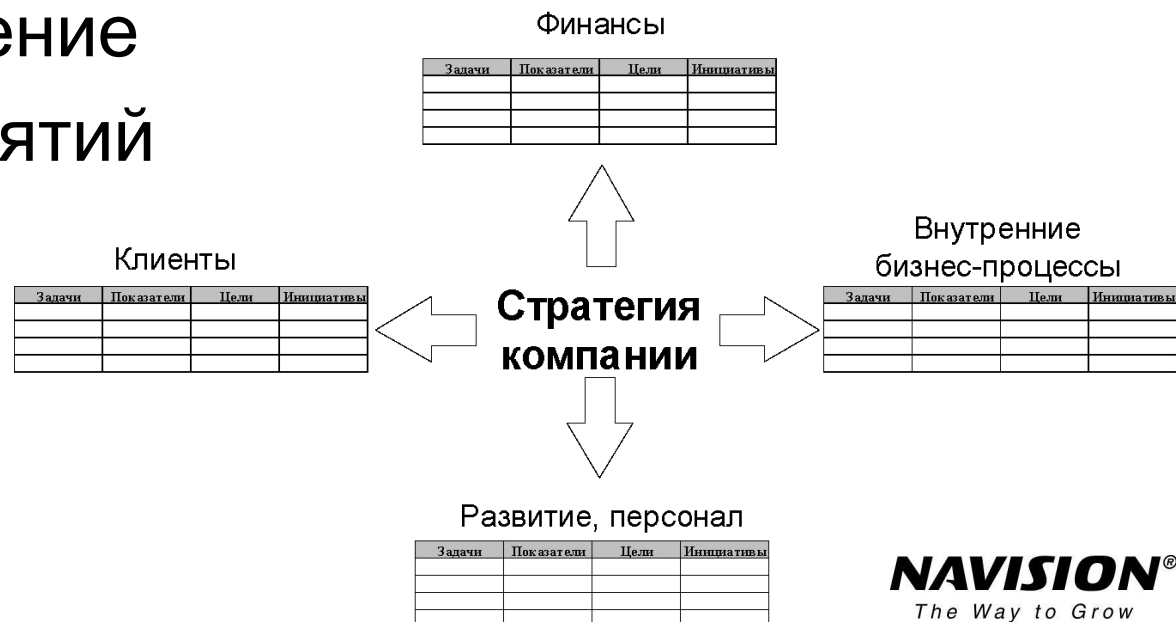 ение
ятий
Финансы
Задачи Показатели Цели Инициативы
Клиенты
Задачи Показатели Цели Инициативы
Стратегия
компании
Внутренние
бизнес-процессы
Задачи Показатели Цели Инициативы
Развитие, персонал
Задачи Показатели Цели Инициативы
NAVISION®
The Way to Grow